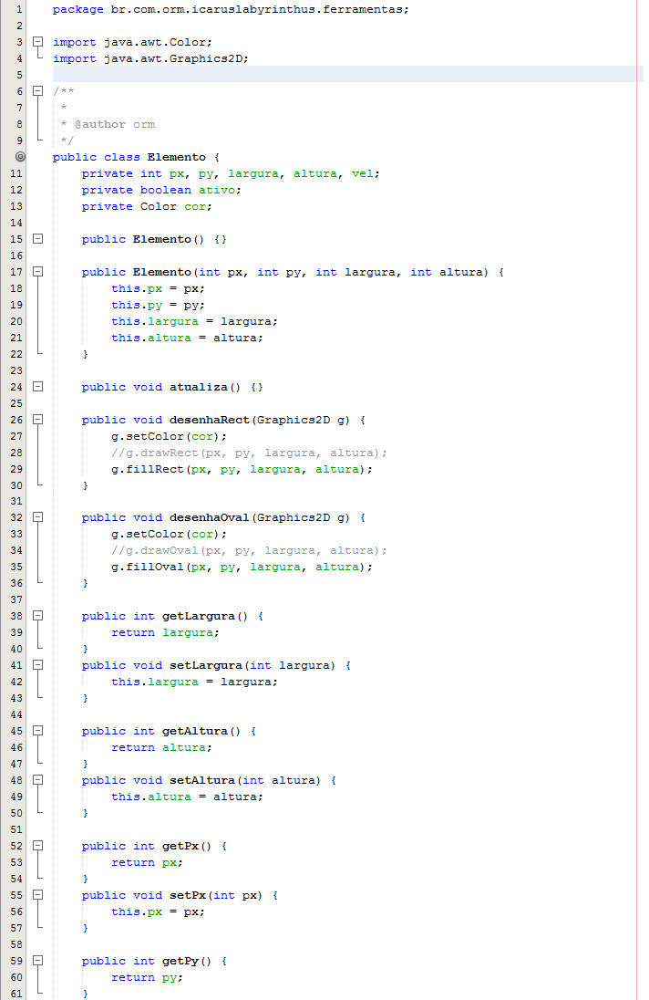 1 package br.com.orm.icaruslabyrinthus.ferramentas;
2
3 import java.awt.Color;
4 import java.awt.Graphics2D;
5
6 /**
7  *
8  * @author orm
9  */
public class Elemento {
11     private int px, py, largura, altura, vel;
12     private boolean ativo;
13     private Color cor;
14
15     public Elemento() {}
16
17     public Elemento(int px, int py, int largura, int altura) {
18         this.px = px;
19         this.py = py;
20         this.largura = largura;
21         this.altura = altura;
22     }
23
24     public void atualiza() {}
25
26     public void desenhaRect(Graphics2D g) {
27         g.setColor(cor);
28         //g.drawRect(px, py, largura, altura);
29         g.fillRect(px, py, largura, altura);
30     }
31
32     public void desenhaOval(Graphics2D g) {
33         g.setColor(cor);
34         //g.drawOval(px, py, largura, altura);
35         g.fillOval(px, py, largura, altura);
36     }
37
38     public int getLargura() {
39         return largura;
40     }
41     public void setLargura(int largura) {
42         this.largura = largura;
43     }
44
45     public int getAltura() {
46         return altura;
47     }
48     public void setAltura(int altura) {
49         this.altura = altura;
50     }
51
52     public int getPx() {
53         return px;
54     }
55     public void setPx(int px) {
56         this.px = px;
57     }
58
59     public int getPy() {
60         return py;
61     }